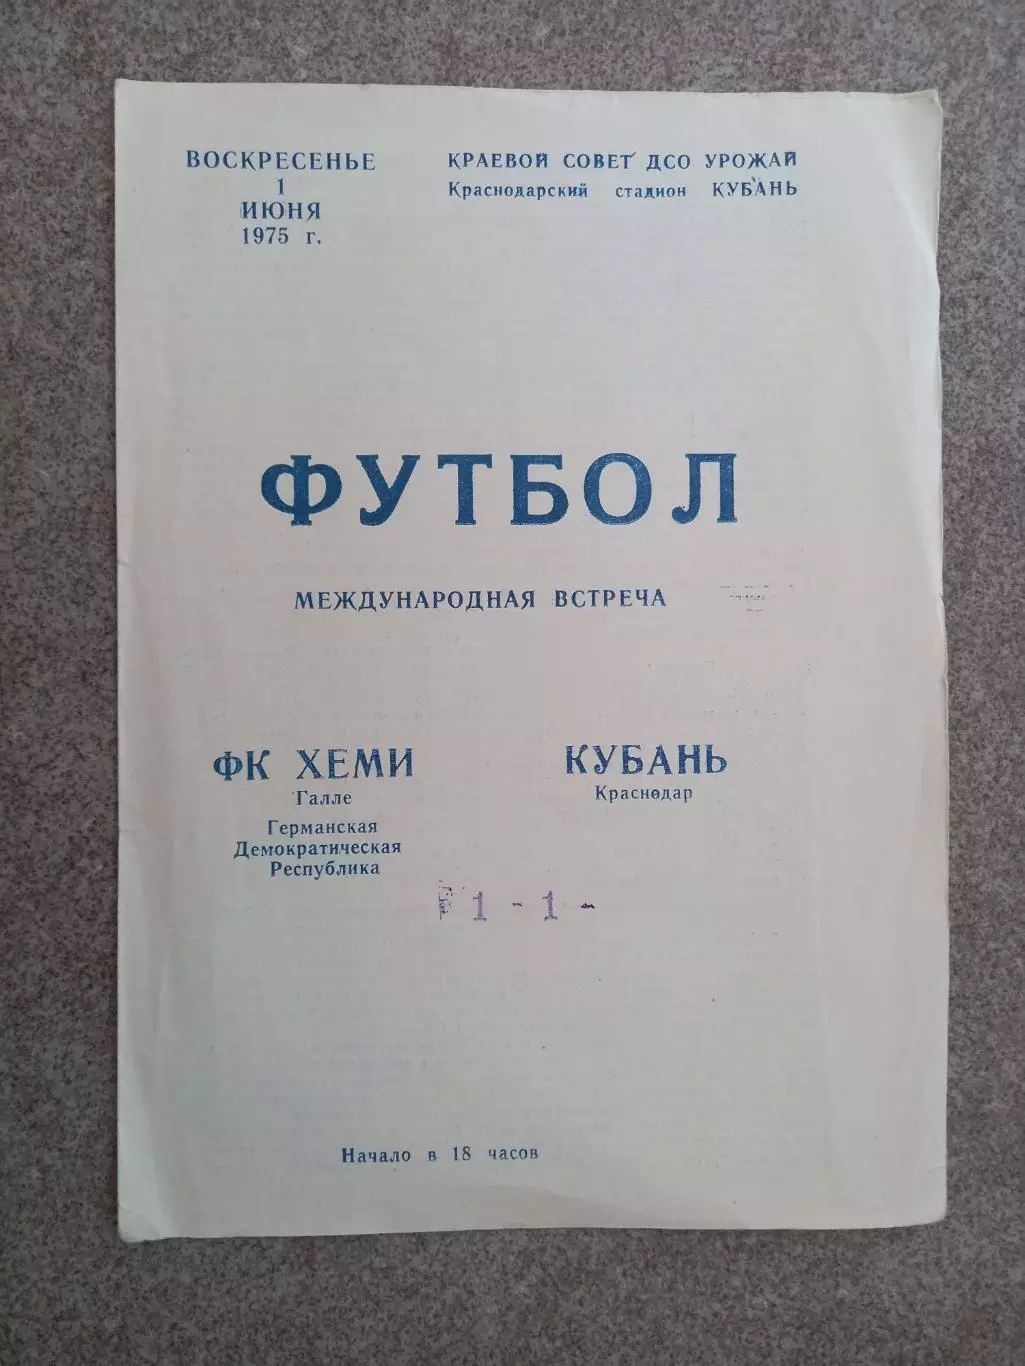 ВОСКРЕСЕНЬЕ
1
ИЮНЯ
1975 г.
КРАЕВОЙ СОВЕТ ДСО УРОЖАЙ
Краснодарский стадион КУБАНЬ
ФУТБОЛ
МЕЖДУНАРОДНАЯ ВСТРЕЧА
ФК ХЕМИ
Галле
Германская
Демократическая
Республика
КУБАНЬ
Краснодар
1 - 1 -
Начало в 18 часов